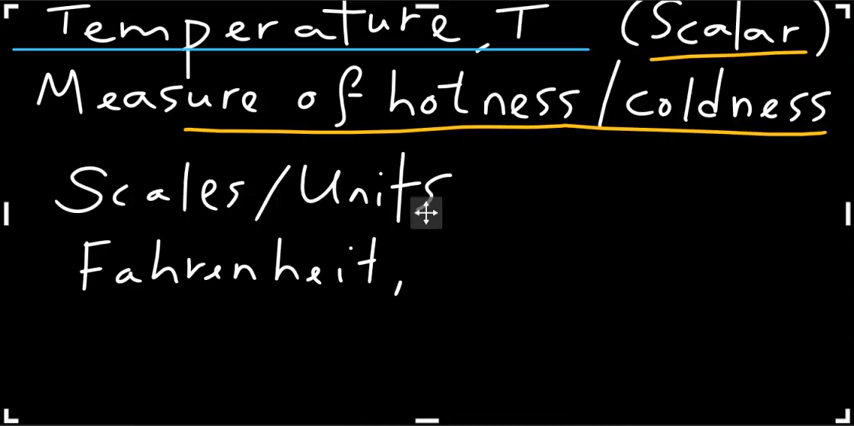 Temperature, T (Scalar)
Measure of hotness/coldness
Scales/Units
Fahrenheit,